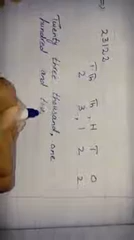 23122
T Th Th H T O
2 3, 1 2 2
Twenty three thousand, one
hundred and